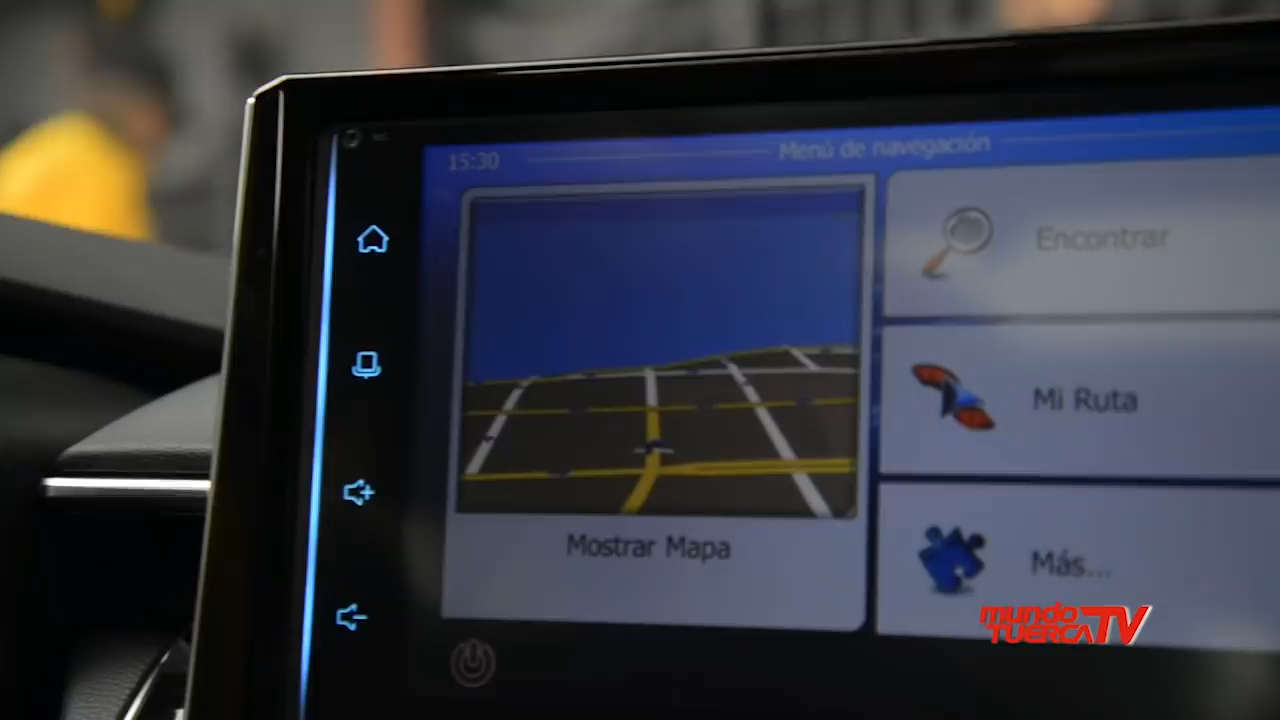 15:30
Menú de navegación
Encontrar
Mi Ruta
Mostrar Mapa
Más...
mundo
TUERCA TV